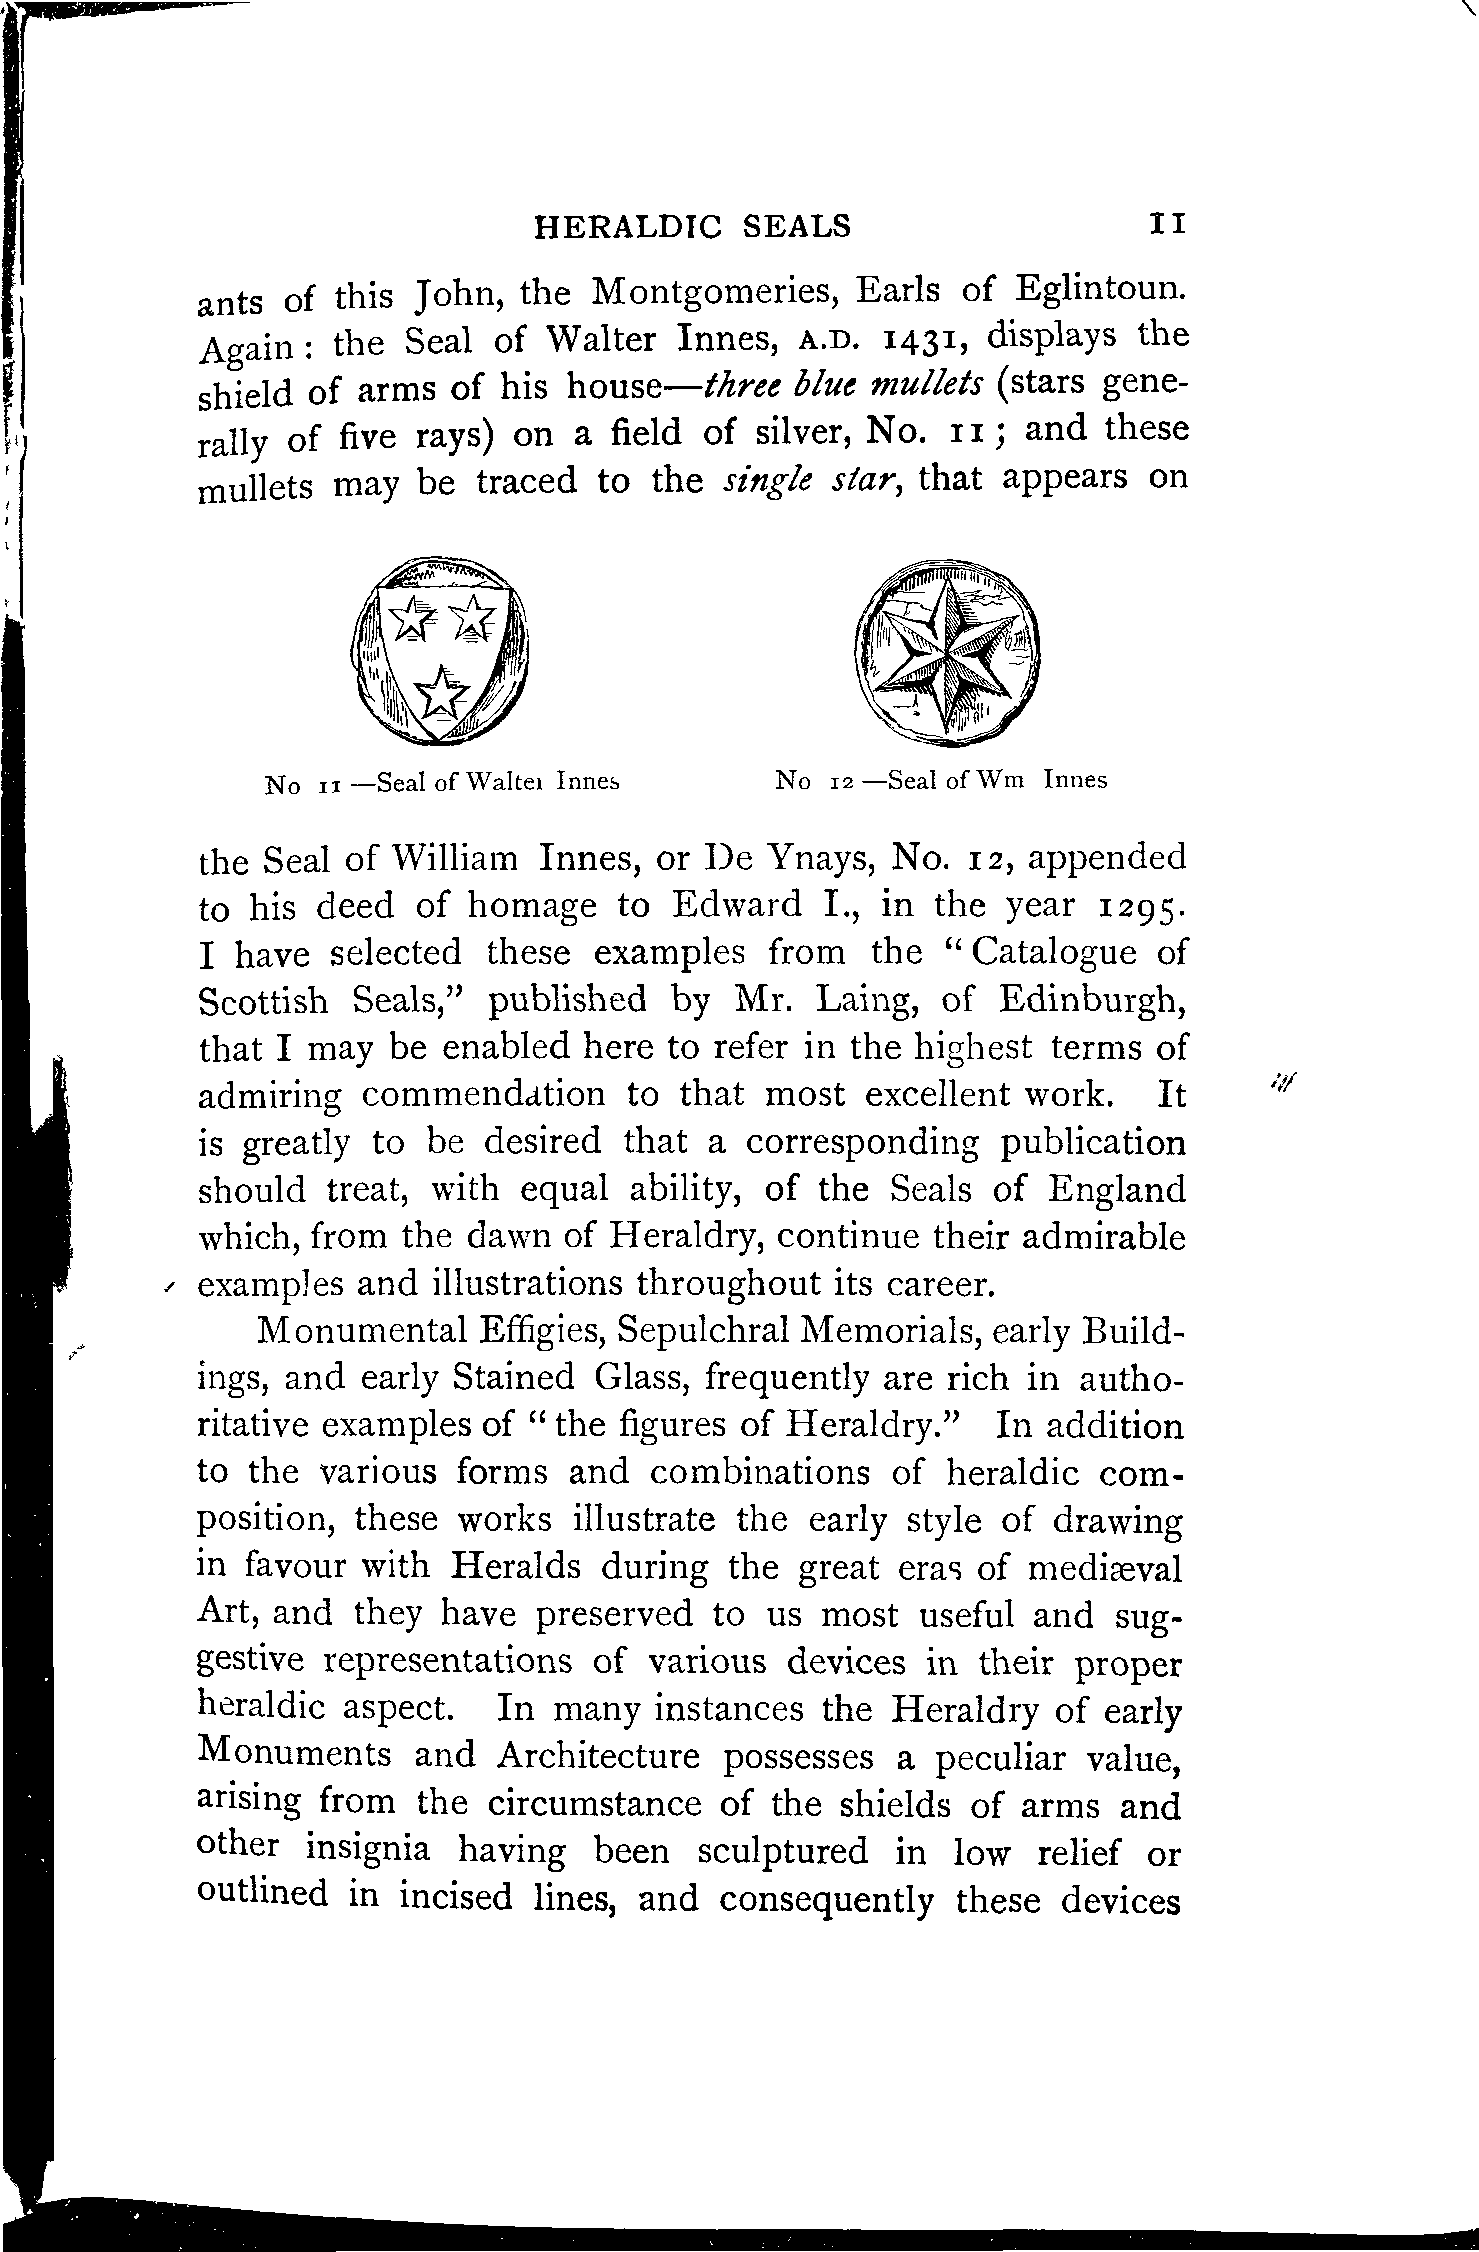 HERALDIC SEALS 11
ants of this John, the Montgomeries, Earls of Eglintoun.
Again : the Seal of Walter Innes, A.D. 1431, displays the
shield of arms of his house—three blue mullets (stars gene-
rally of five rays) on a field of silver, No. 11 ; and these
mullets may be traced to the single star, that appears on
No 11 —Seal of Walter Innes
No 12 —Seal of Wm Innes
the Seal of William Innes, or De Ynays, No. 12, appended
to his deed of homage to Edward I., in the year 1295.
I have selected these examples from the “ Catalogue of
Scottish Seals,” published by Mr. Laing, of Edinburgh,
that I may be enabled here to refer in the highest terms of
admiring commendation to that most excellent work. It
is greatly to be desired that a corresponding publication
should treat, with equal ability, of the Seals of England
which, from the dawn of Heraldry, continue their admirable
examples and illustrations throughout its career.
Monumental Effigies, Sepulchral Memorials, early Build-
ings, and early Stained Glass, frequently are rich in autho-
ritative examples of “ the figures of Heraldry.” In addition
to the various forms and combinations of heraldic com-
position, these works illustrate the early style of drawing
in favour with Heralds during the great eras of mediæval
Art, and they have preserved to us most useful and sug-
gestive representations of various devices in their proper
heraldic aspect. In many instances the Heraldry of early
Monuments and Architecture possesses a peculiar value,
arising from the circumstance of the shields of arms and
other insignia having been sculptured in low relief or
outlined in incised lines, and consequently these devices